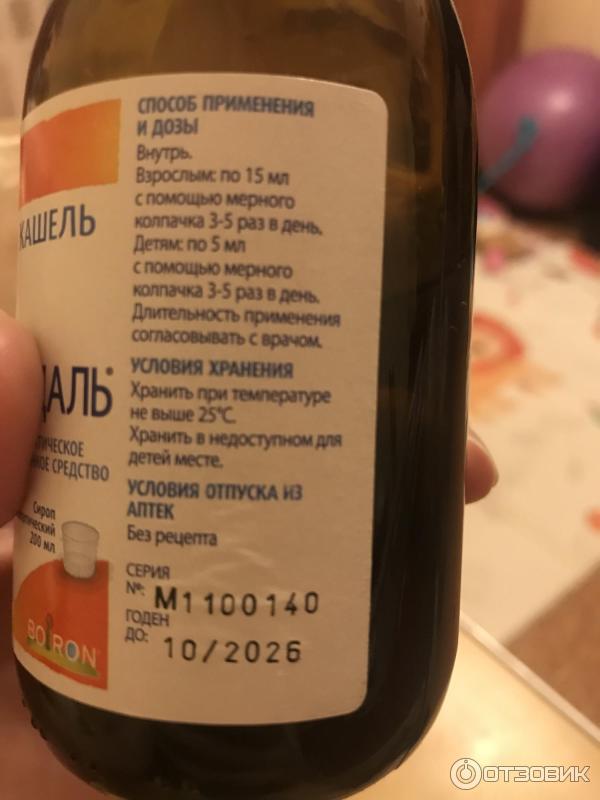 СПОСОБ ПРИМЕНЕНИЯ
И ДОЗЫ
Внутрь.
Взрослым: по 15 мл
с помощью мерного
колпачка 3-5 раз в день.
Детям: по 5 мл
с помощью мерного
колпачка 3-5 раз в день.
Длительность применения
согласовывать с врачом.
УСЛОВИЯ ХРАНЕНИЯ
Хранить при температуре
не выше 25°С.
Хранить в недоступном для
детей месте.
УСЛОВИЯ ОТПУСКА ИЗ
АПТЕК
Без рецепта
СЕРИЯ
№: M1100140
ГОДЕН
ДО: 10/2026
КАШЕЛЬ
ДАЛЬ®
СРЕДСТВО
Сироп
200 мл
BOIRON®
ОТЗОВИК